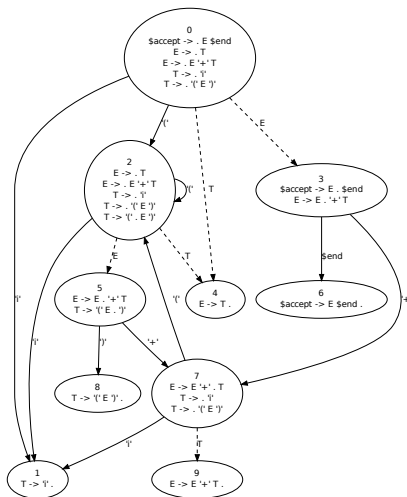 0
$accept -> . E $end
E -> . T
E -> . E '+' T
T -> . 'i'
T -> . '(' E ')'
'('
E
2
E -> . T
E -> . E '+' T
T -> . 'i'
T -> . '(' E ')'
T -> '(' . E ')'
'('
T
3
$accept -> E . $end
E -> E . '+' T
E
T
$end
5
E -> E . '+' T
T -> '(' E . ')'
'i'
'('
4
E -> T .
6
$accept -> E $end .
'+'
'i'
')'
'+'
8
T -> '(' E ')' .
7
E -> E '+' . T
T -> . 'i'
T -> . '(' E ')'
'i'
T
1
T -> 'i' .
9
E -> E '+' T .